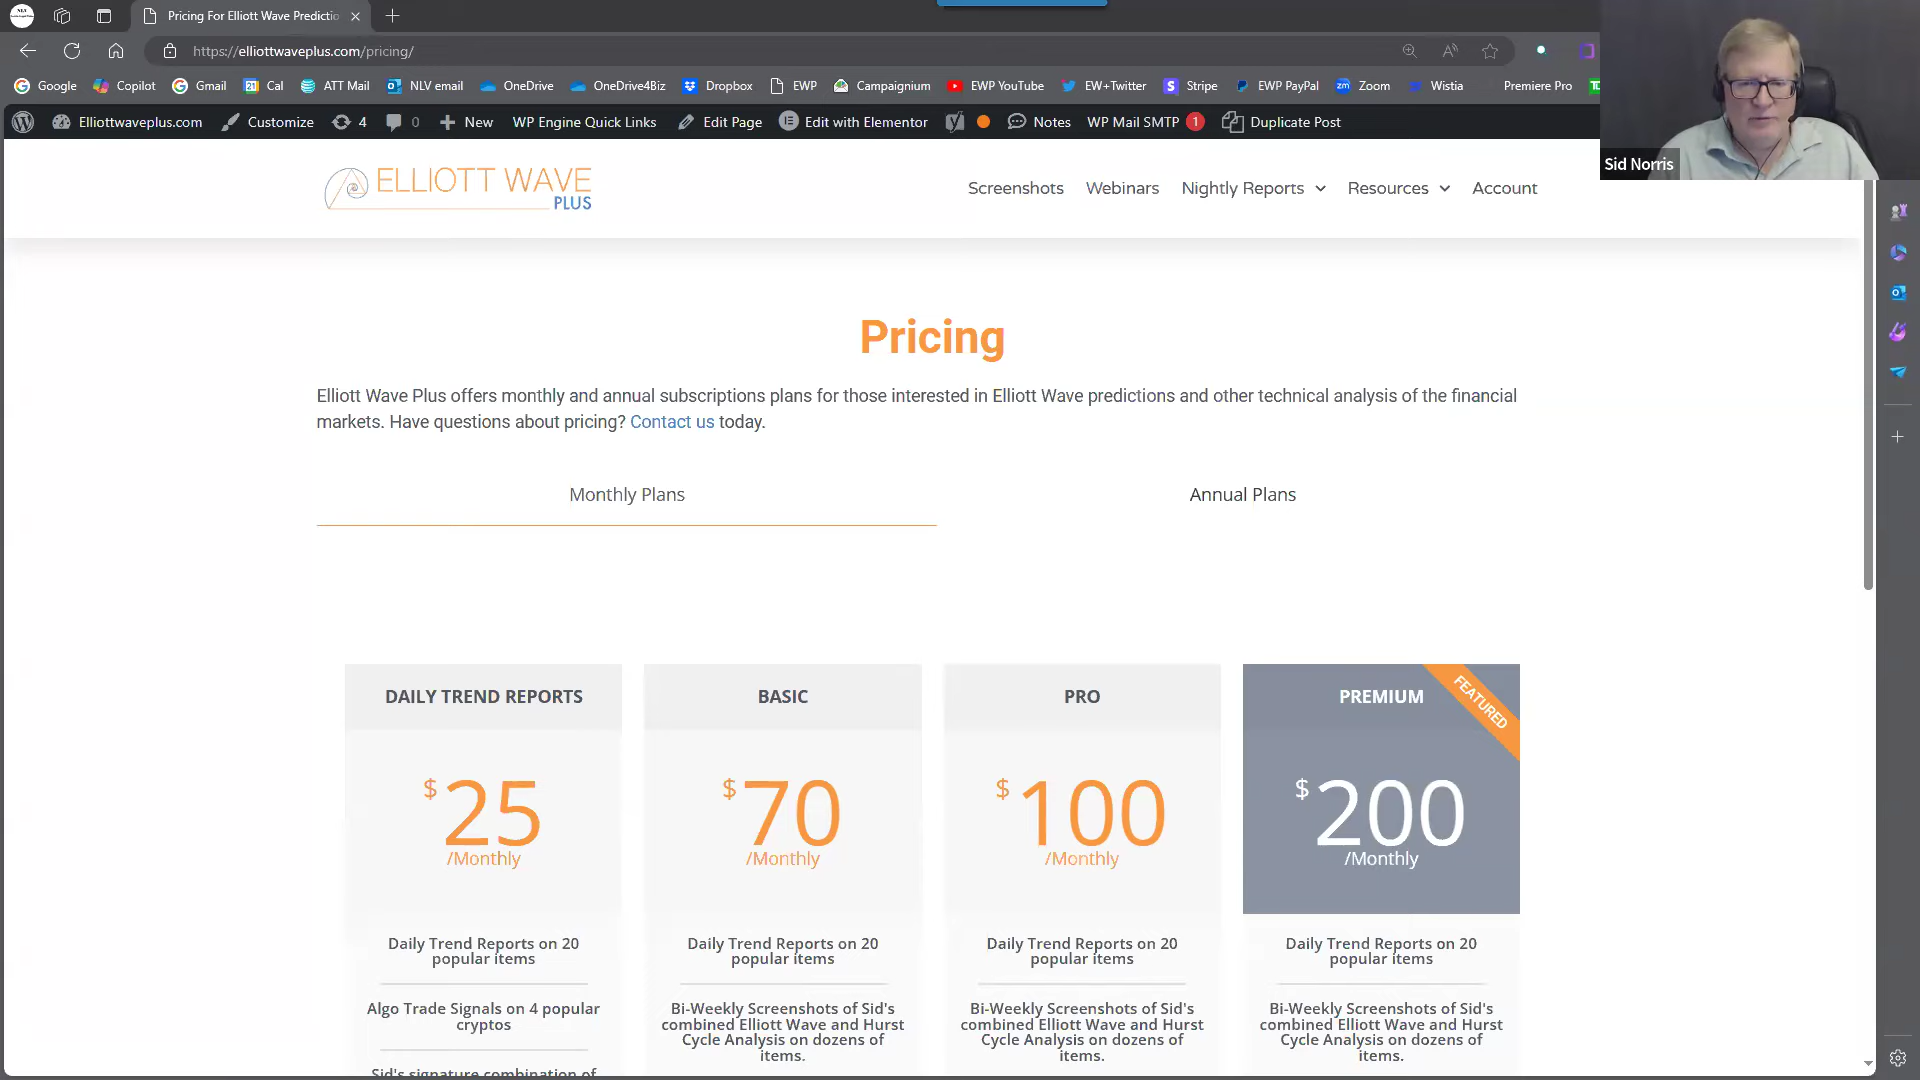 Pricing For Elliott Wave Predictio
https://elliottwaveplus.com/pricing/
Google Copilot Gmail Cal ATT Mail NLV email OneDrive OneDrive4Biz Dropbox EWP Campaignium EWP YouTube EW+Twitter Stripe EWP PayPal Zoom Wistia Premiere Pro
Elliottwaveplus.com Customize 4 0 New WP Engine Quick Links Edit Page Edit with Elementor Notes WP Mail SMTP 1 Duplicate Post
Sid Norris
ELLIOTT WAVE
PLUS
Screenshots Webinars Nightly Reports Resources Account
Pricing
Elliott Wave Plus offers monthly and annual subscriptions plans for those interested in Elliott Wave predictions and other technical analysis of the financial
markets. Have questions about pricing? Contact us today.
Monthly Plans Annual Plans
DAILY TREND REPORTS
$25
/Monthly
Daily Trend Reports on 20
popular items
Algo Trade Signals on 4 popular
cryptos
Sid's signature combination of
BASIC
$70
/Monthly
Daily Trend Reports on 20
popular items
Bi-Weekly Screenshots of Sid's
combined Elliott Wave and Hurst
Cycle Analysis on dozens of
items.
PRO
$100
/Monthly
Daily Trend Reports on 20
popular items
Bi-Weekly Screenshots of Sid's
combined Elliott Wave and Hurst
Cycle Analysis on dozens of
items.
PREMIUM
FEATURED
$200
/Monthly
Daily Trend Reports on 20
popular items
Bi-Weekly Screenshots of Sid's
combined Elliott Wave and Hurst
Cycle Analysis on dozens of
items.